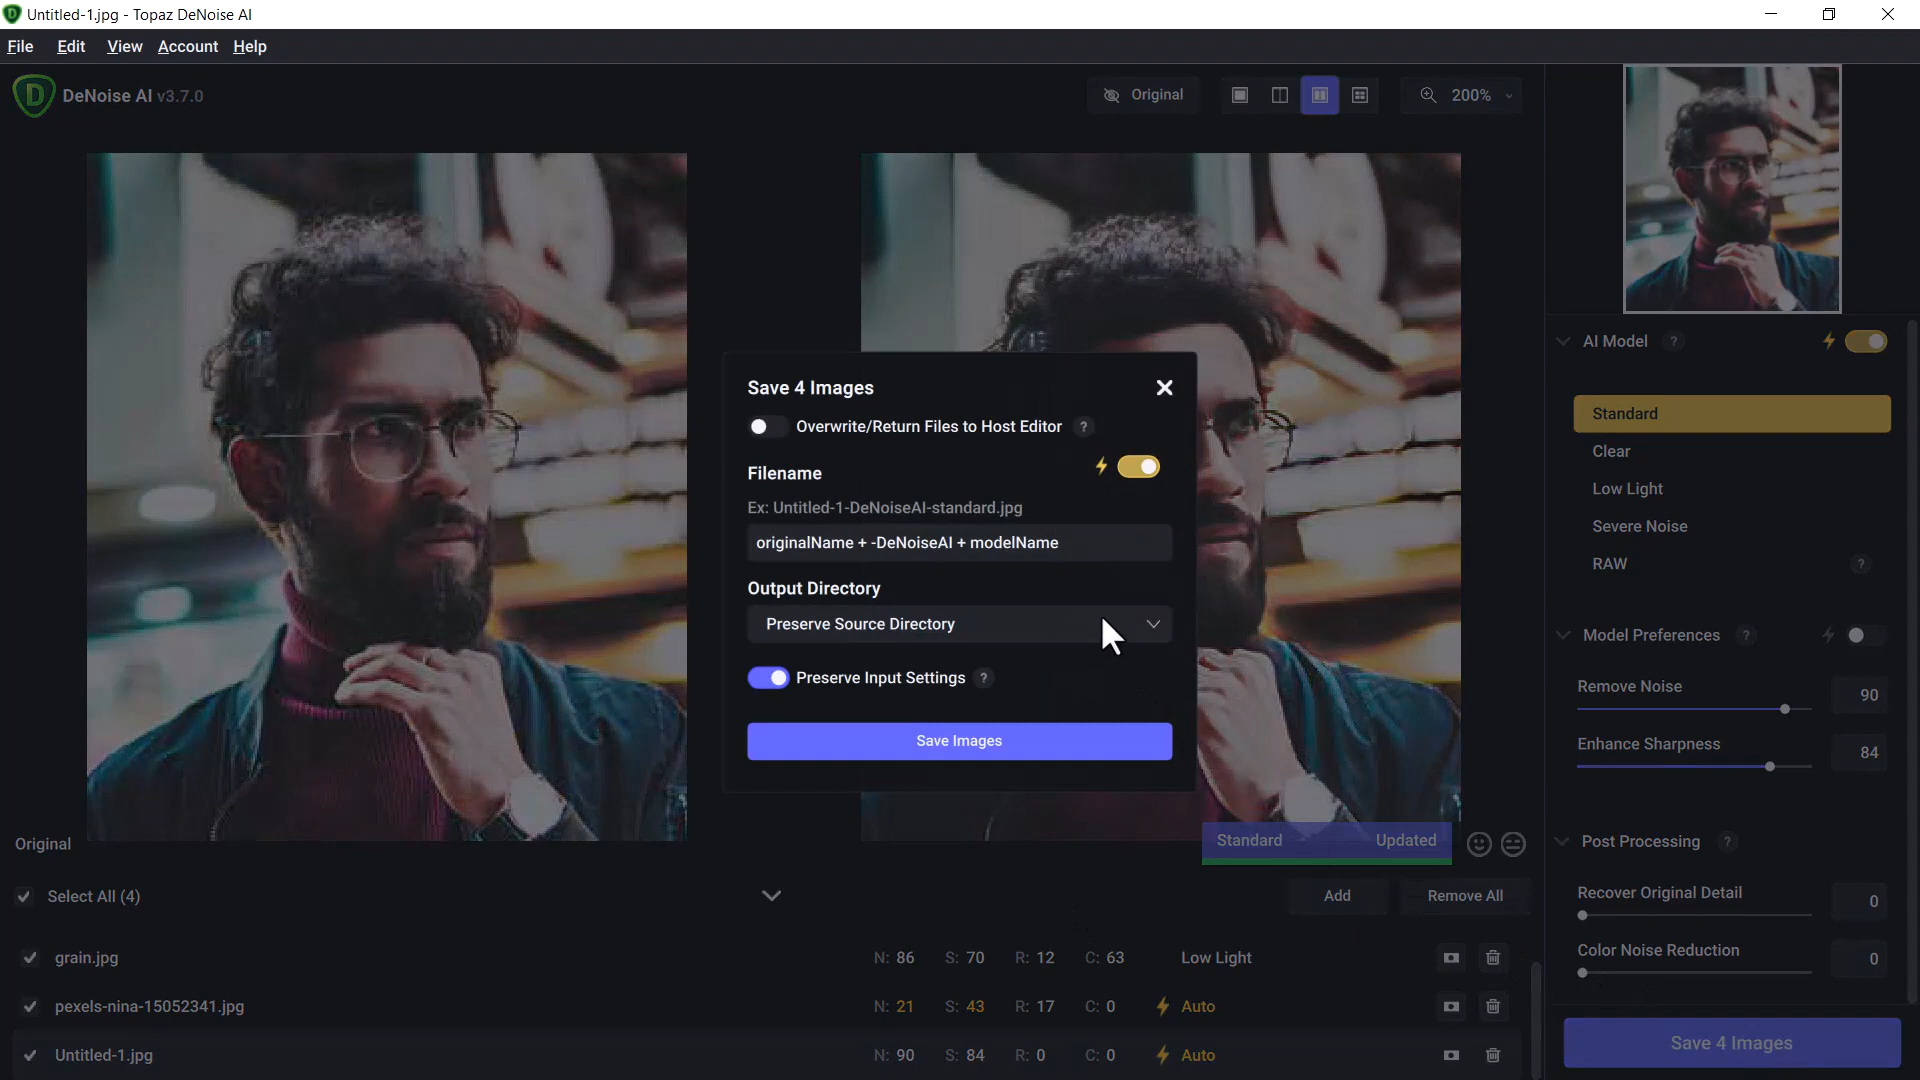 Untitled-1.jpg - Topaz DeNoise AI
File Edit View Account Help
DeNoise AI v3.7.0
Original
200%
AI Model ?
Standard
Clear
Low Light
Severe Noise
RAW ?
Model Preferences ?
Remove Noise 90
Enhance Sharpness 84
Post Processing ?
Recover Original Detail 0
Color Noise Reduction 0
Save 4 Images
Save 4 Images
Overwrite/Return Files to Host Editor ?
Filename
Ex: Untitled-1-DeNoiseAI-standard.jpg
originalName + -DeNoiseAI + modelName
Output Directory
Preserve Source Directory
Preserve Input Settings ?
Save Images
Original
Standard Updated
Select All (4) Add Remove All
grain.jpg N: 86 S: 70 R: 12 C: 63 Low Light
pexels-nina-15052341.jpg N: 21 S: 43 R: 17 C: 0 Auto
Untitled-1.jpg N: 90 S: 84 R: 0 C: 0 Auto